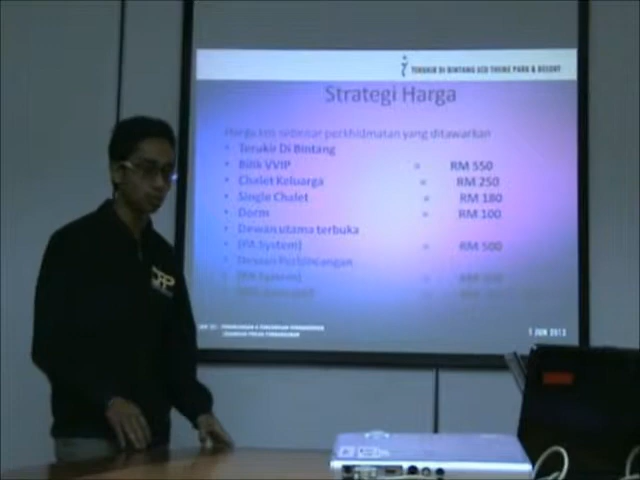 TERUKIR DI BINTANG ECO THEME PARK & RESORT
Strategi Harga
Harga kos sebenar perkhidmatan yang ditawarkan
• Terukir Di Bintang
• Bilik VVIP = RM 550
• Chalet Keluarga = RM 250
• Single Chalet = RM 180
• Dorm = RM 100
• Dewan utama terbuka
• (PA System) = RM 500
• Dewan Perbincangan
• (PA System)
1 JUN 2013